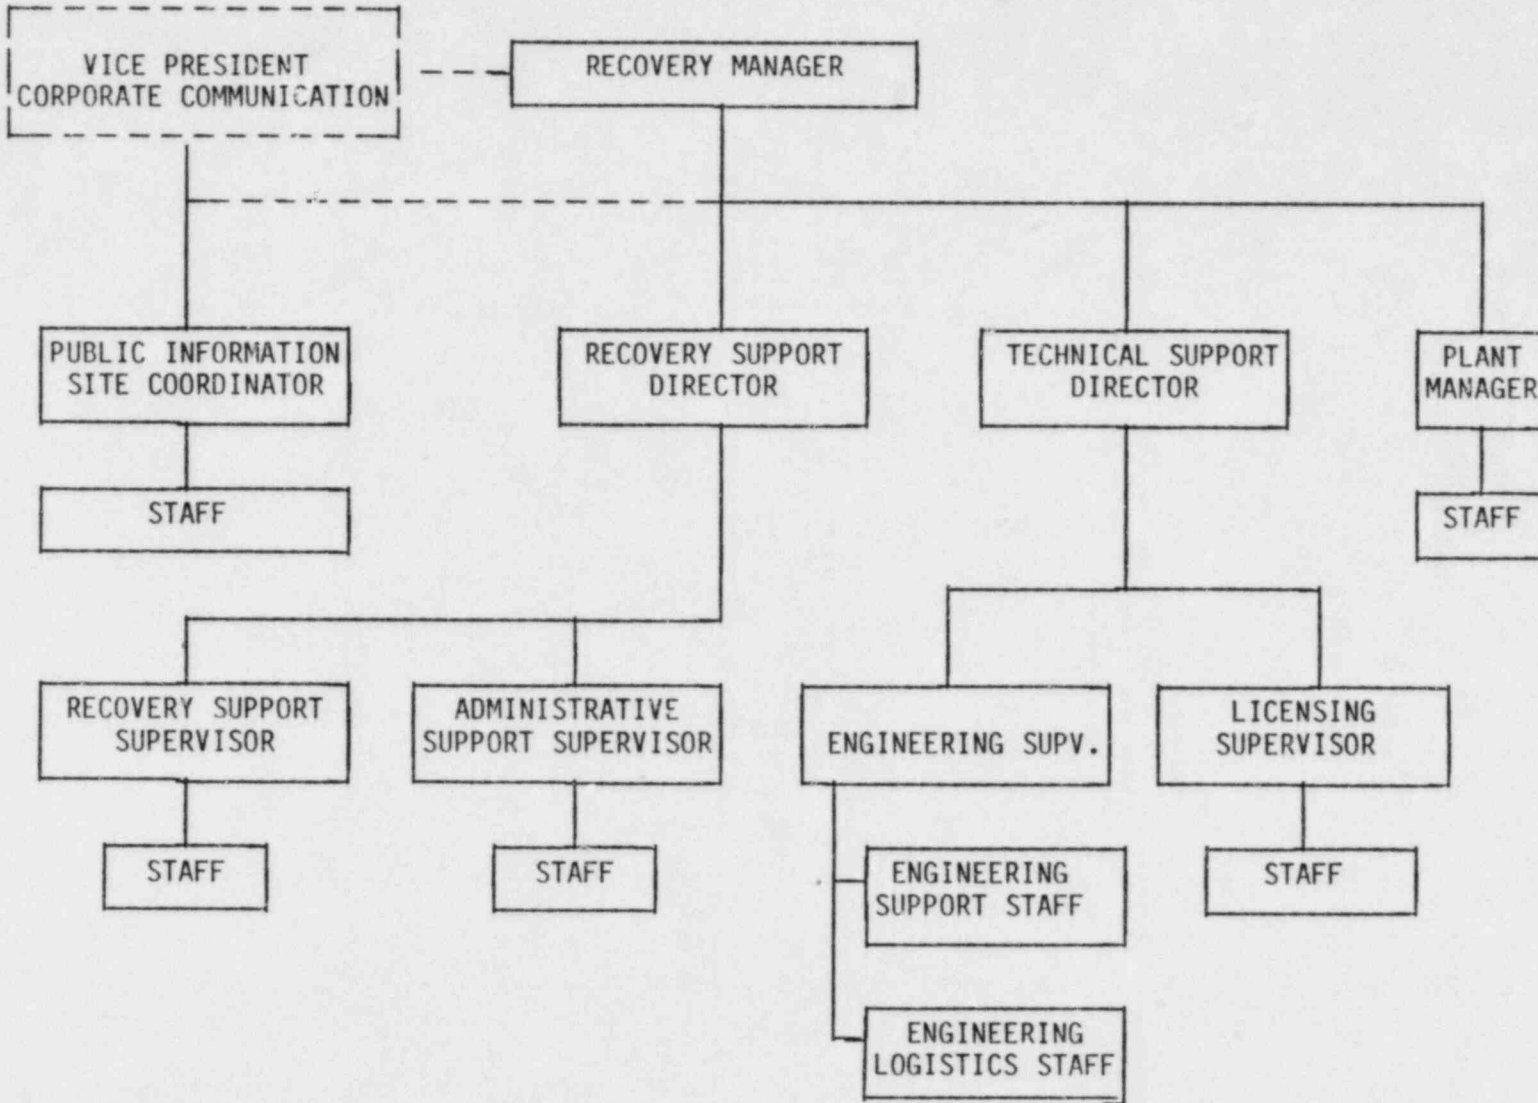 VICE PRESIDENT
CORPORATE COMMUNICATION
RECOVERY MANAGER
PUBLIC INFORMATION
SITE COORDINATOR
RECOVERY SUPPORT
DIRECTOR
TECHNICAL SUPPORT
DIRECTOR
PLANT
MANAGER
STAFF
STAFF
RECOVERY SUPPORT
SUPERVISOR
ADMINISTRATIVE
SUPPORT SUPERVISOR
ENGINEERING SUPV.
LICENSING
SUPERVISOR
STAFF
STAFF
ENGINEERING
SUPPORT STAFF
STAFF
ENGINEERING
LOGISTICS STAFF